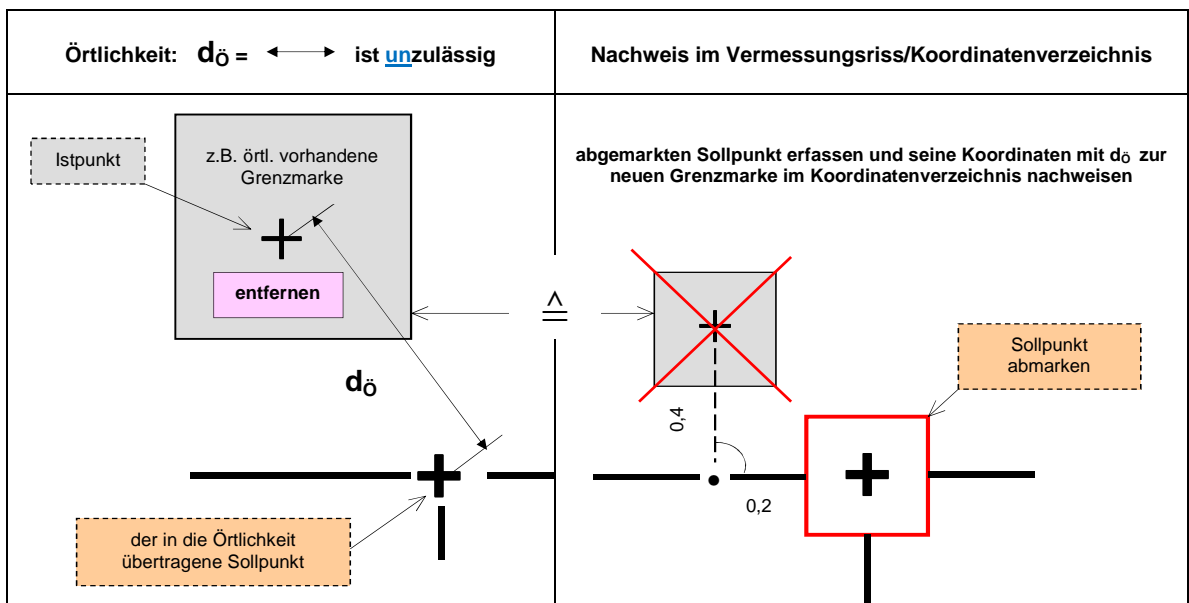 Örtlichkeit: dÖ = ist unzulässig
Nachweis im Vermessungsriss/Koordinatenverzeichnis
Istpunkt
z.B. örtl. vorhandene
Grenzmarke
entfernen
dÖ
der in die Örtlichkeit
übertragene Sollpunkt
≙
abgemarkten Sollpunkt erfassen und seine Koordinaten mit dÖ zur
neuen Grenzmarke im Koordinatenverzeichnis nachweisen
Sollpunkt
abmarken
0,4
0,2